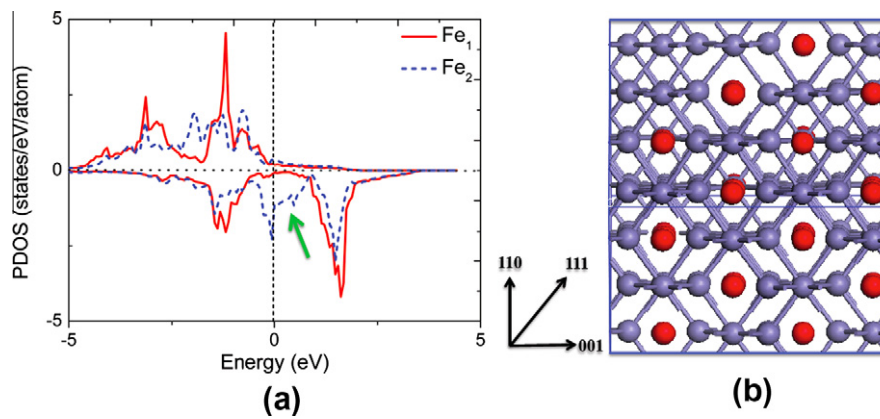 5
Fe₁
Fe₂
PDOS (states/eV/atom)
0
-5
-5
0
5
Energy (eV)
(a)
110
111
001
(b)